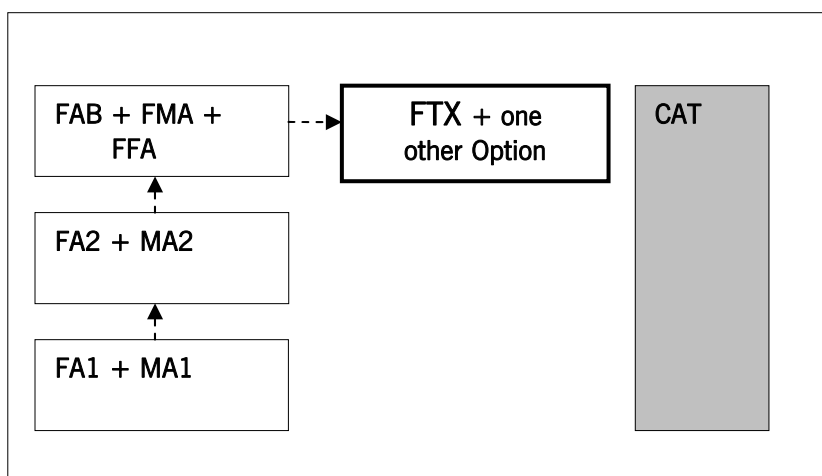 FAB + FMA +
FFA
FTX + one
other Option
CAT
FA2 + MA2
FA1 + MA1